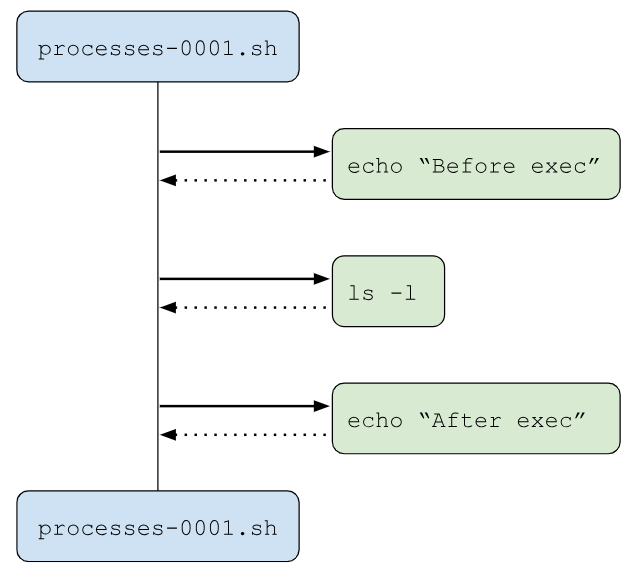 processes-0001.sh
echo “Before exec”
ls -l
echo “After exec”
processes-0001.sh